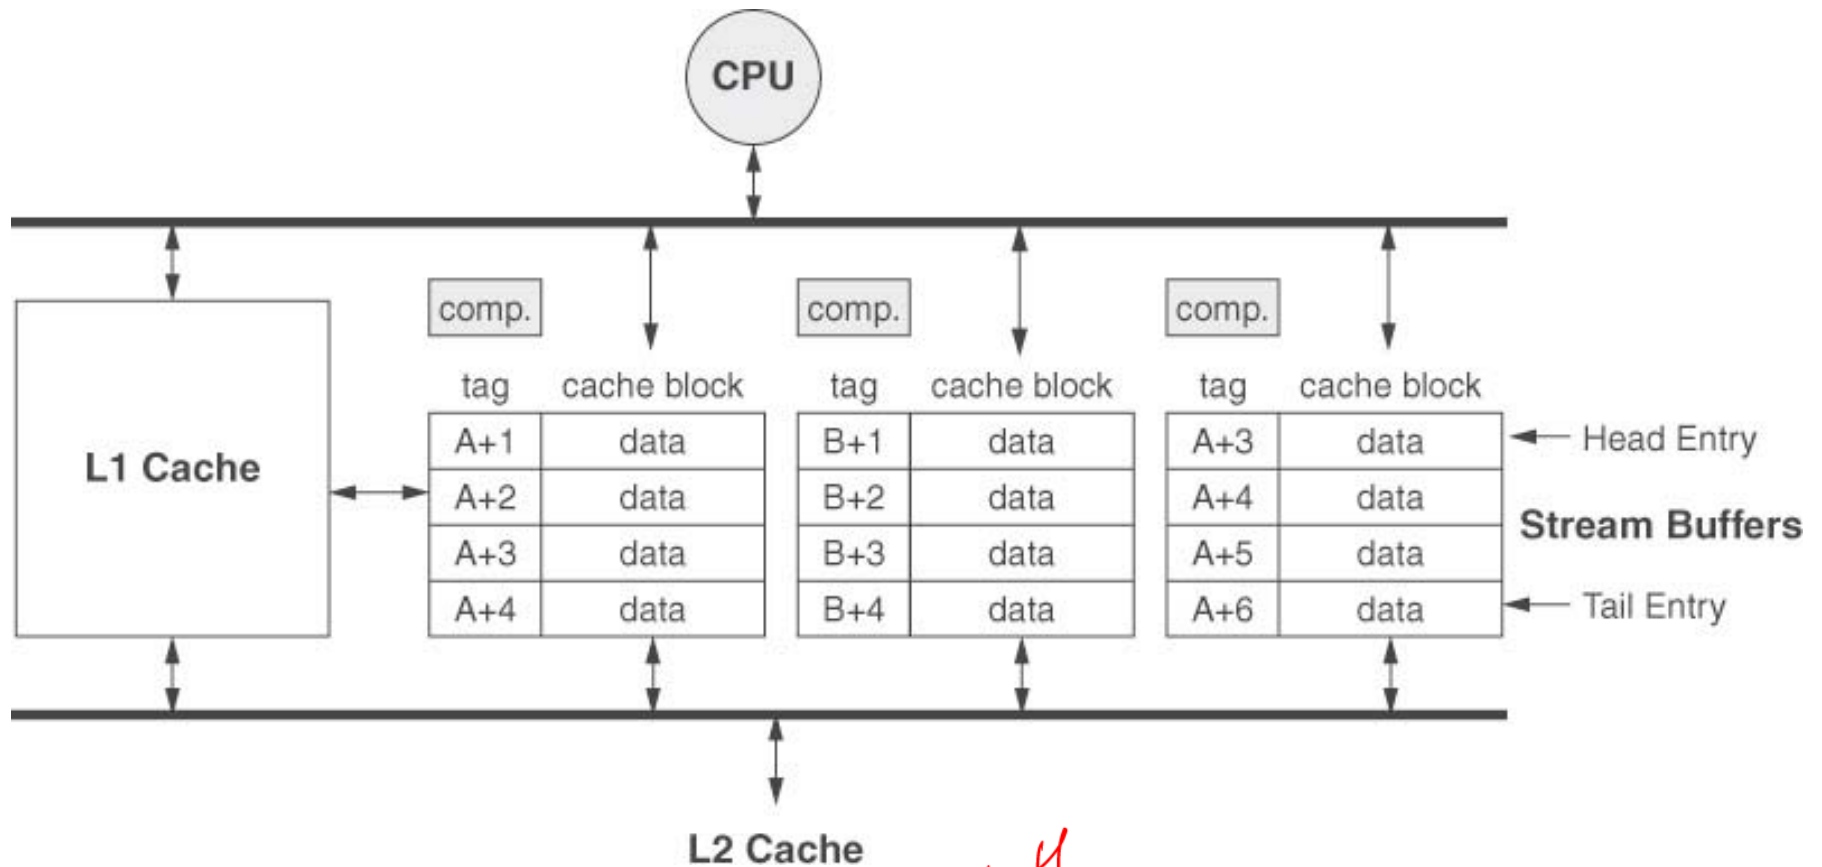 CPU
comp. comp. comp.
tag cache block tag cache block tag cache block
L1 Cache
A+1 data B+1 data A+3 data
A+2 data B+2 data A+4 data
A+3 data B+3 data A+5 data
A+4 data B+4 data A+6 data
Head Entry
Stream Buffers
Tail Entry
L2 Cache